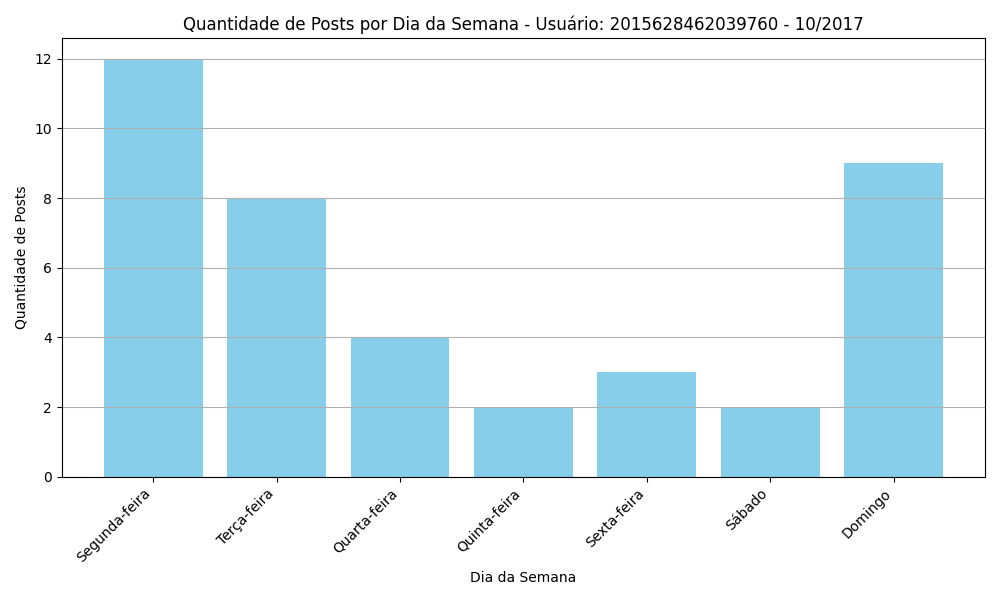 Quantidade de Posts por Dia da Semana - Usuário: 2015628462039760 - 10/2017
Quantidade de Posts
12
10
8
6
4
2
0
Segunda-feira
Terça-feira
Quarta-feira
Quinta-feira
Sexta-feira
Sábado
Domingo
Dia da Semana